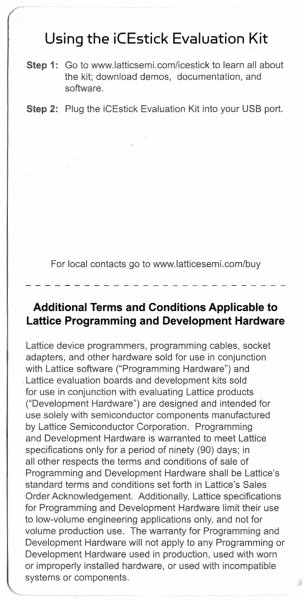 Using the iCEstick Evaluation Kit
Step 1: Go to www.latticsemi.com/icestick to learn all about
the kit; download demos, documentation, and
software.
Step 2: Plug the iCEstick Evaluation Kit into your USB port.
For local contacts go to www.latticesemi.com/buy
Additional Terms and Conditions Applicable to
Lattice Programming and Development Hardware
Lattice device programmers, programming cables, socket
adapters, and other hardware sold for use in conjunction
with Lattice software (“Programming Hardware”) and
Lattice evaluation boards and development kits sold
for use in conjunction with evaluating Lattice products
(“Development Hardware”) are designed and intended for
use solely with semiconductor components manufactured
by Lattice Semiconductor Corporation. Programming
and Development Hardware is warranted to meet Lattice
specifications only for a period of ninety (90) days; in
all other respects the terms and conditions of sale of
Programming and Development Hardware shall be Lattice’s
standard terms and conditions set forth in Lattice’s Sales
Order Acknowledgement. Additionally, Lattice specifications
for Programming and Development Hardware limit their use
to low-volume engineering applications only, and not for
volume production use. The warranty for Programming and
Development Hardware will not apply to any Programming or
Development Hardware used in production, used with worn
or improperly installed hardware, or used with incompatible
systems or components.